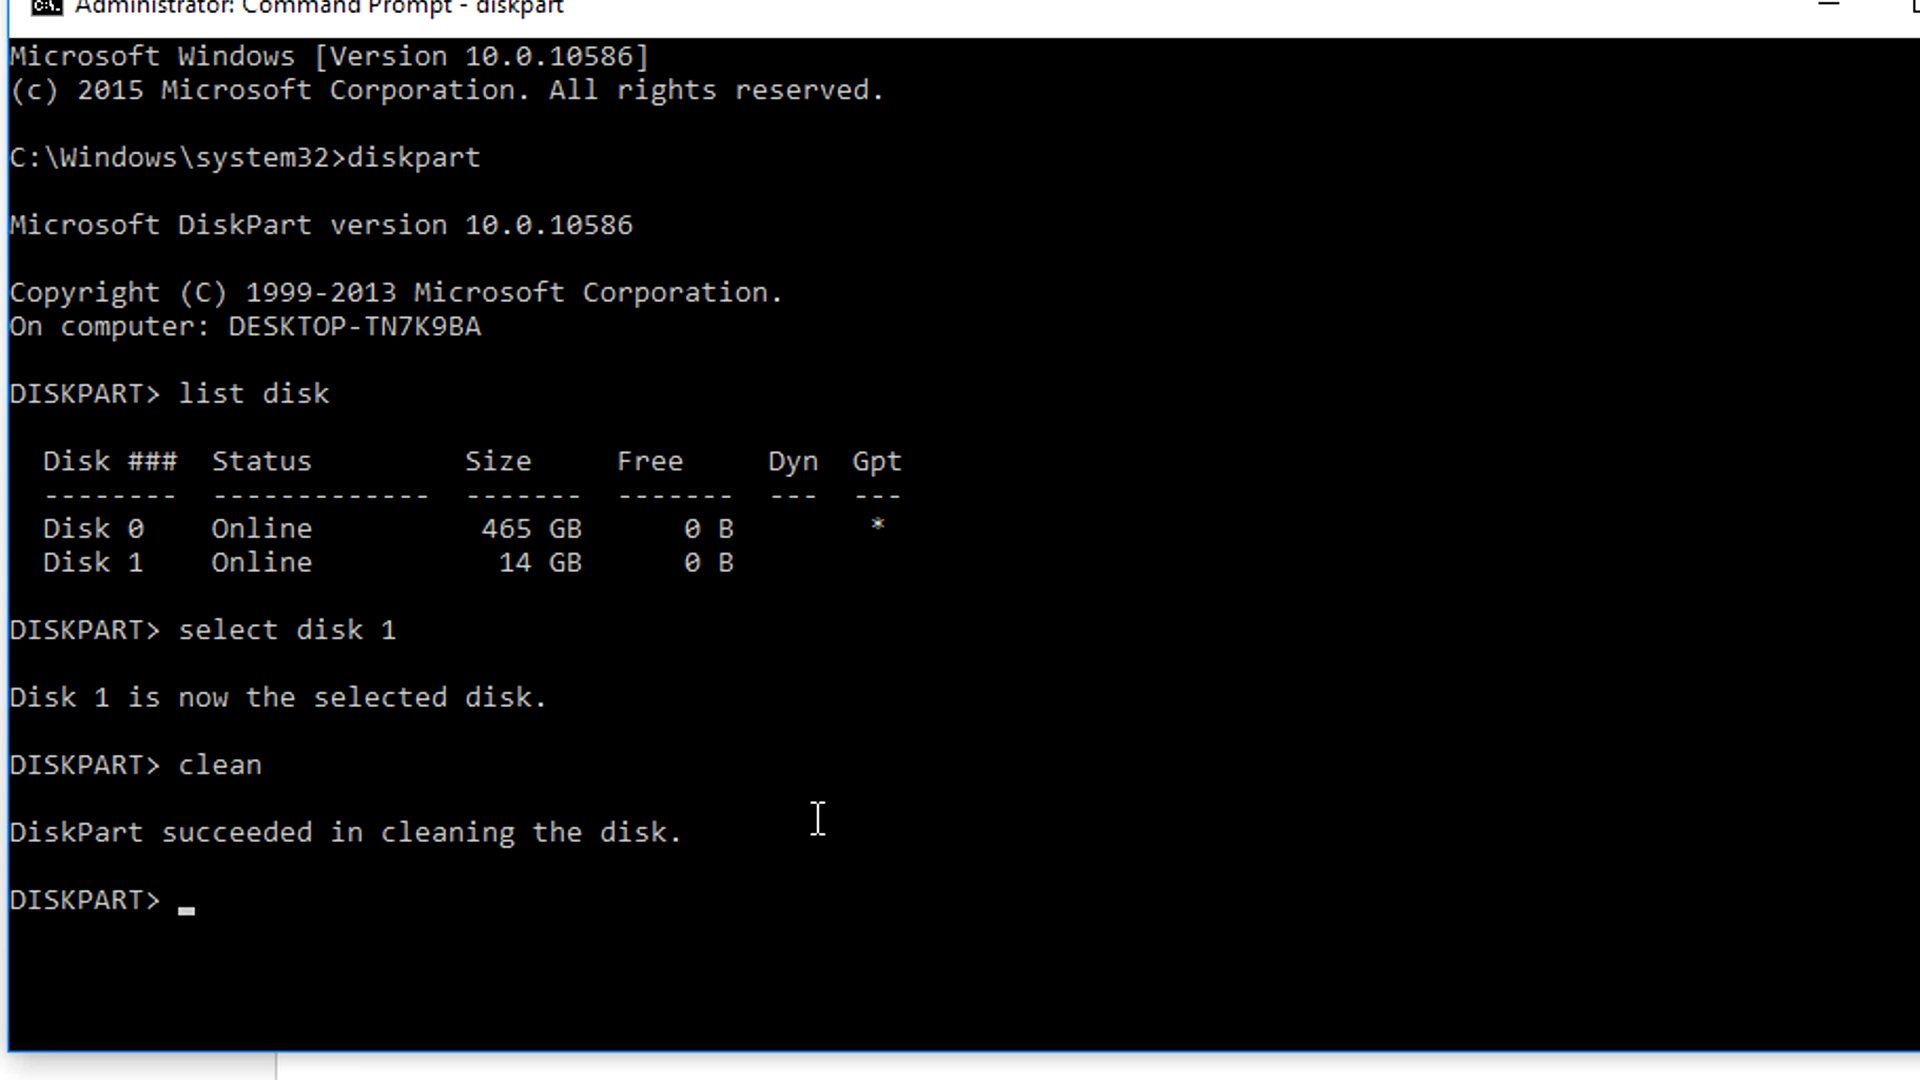 Administrator: Command Prompt - diskpart
Microsoft Windows [Version 10.0.10586]
(c) 2015 Microsoft Corporation. All rights reserved.
C:\Windows\system32>diskpart
Microsoft DiskPart version 10.0.10586
Copyright (C) 1999-2013 Microsoft Corporation.
On computer: DESKTOP-TN7K9BA
DISKPART> list disk
  Disk ###  Status         Size     Free     Dyn  Gpt
  --------  -------------  -------  -------  ---  ---
  Disk 0    Online          465 GB      0 B        *
  Disk 1    Online           14 GB      0 B
DISKPART> select disk 1
Disk 1 is now the selected disk.
DISKPART> clean
DiskPart succeeded in cleaning the disk.
DISKPART>